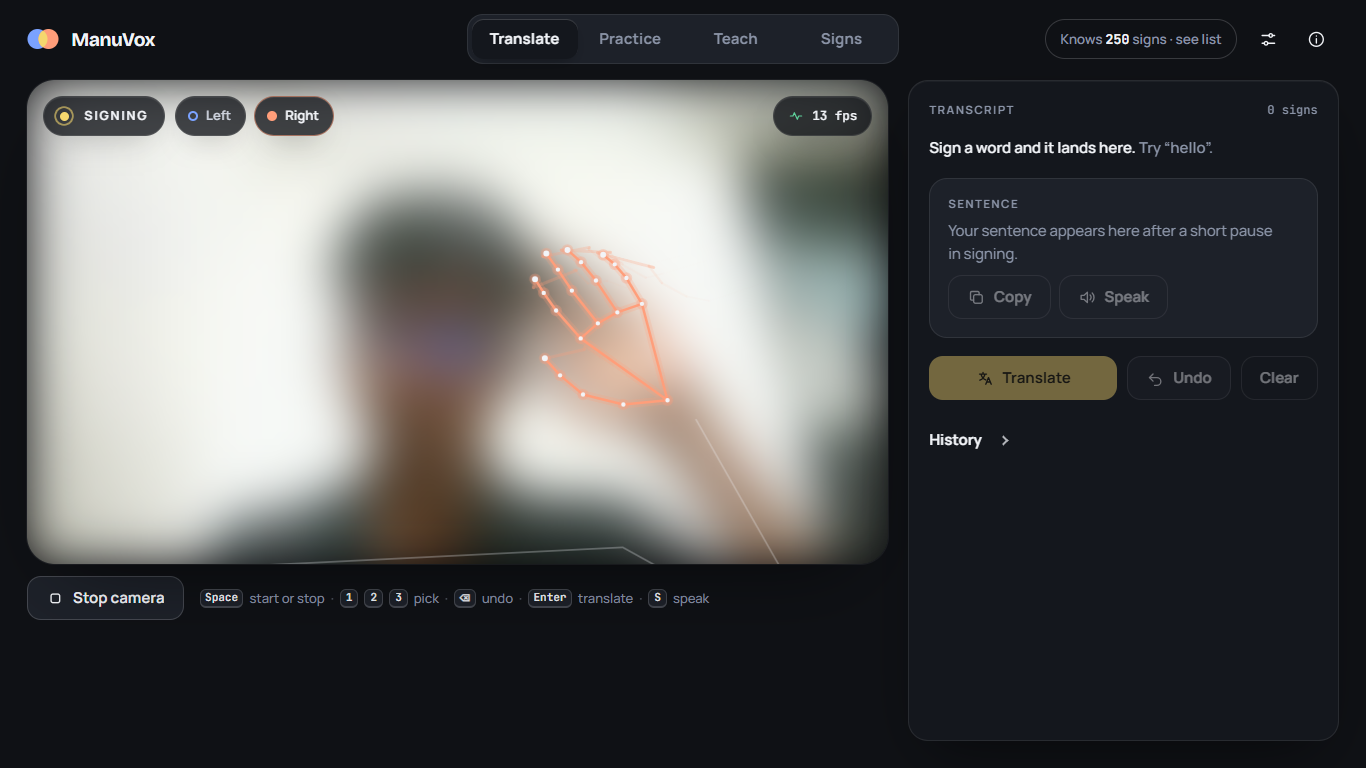 ManuVox
Translate
Practice
Teach
Signs
Knows 250 signs · see list
SIGNING
Left
Right
13 fps
TRANSCRIPT
0 signs
Sign a word and it lands here. Try “hello”.
SENTENCE
Your sentence appears here after a short pause
in signing.
Copy
Speak
Translate
Undo
Clear
History
Stop camera
Space start or stop · 1 2 3 pick · ⌫ undo · Enter translate · S speak